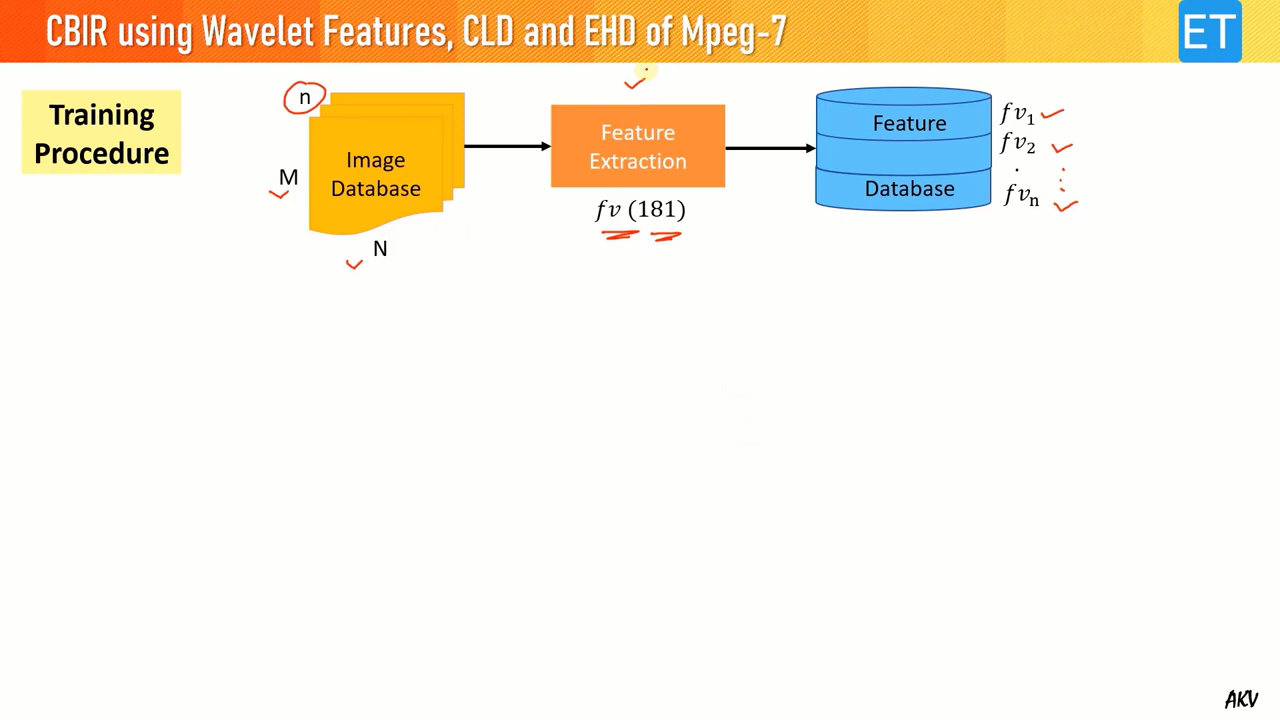 CBIR using Wavelet Features, CLD and EHD of Mpeg-7
ET
Training
Procedure
n
M
Image
Database
N
Feature
Extraction
fv (181)
Feature
Database
fv₁
fv₂
.
fvₙ
AKV